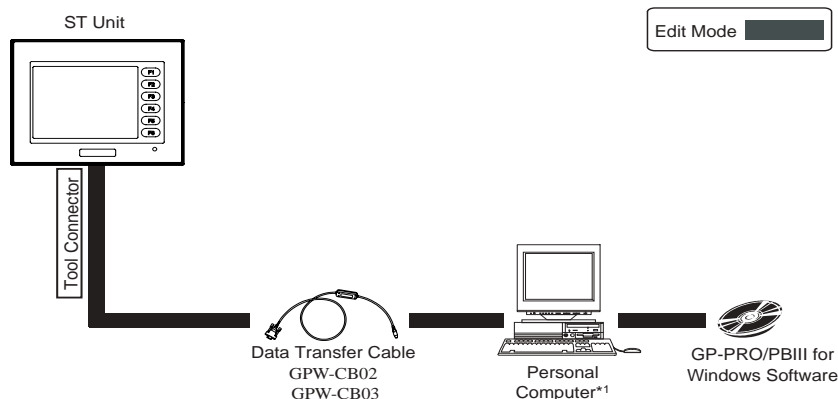 ST Unit
Edit Mode
F1
F2
F3
F4
F5
F6
Tool Connector
Data Transfer Cable
GPW-CB02
GPW-CB03
Personal
Computer*1
GP-PRO/PBIII for
Windows Software